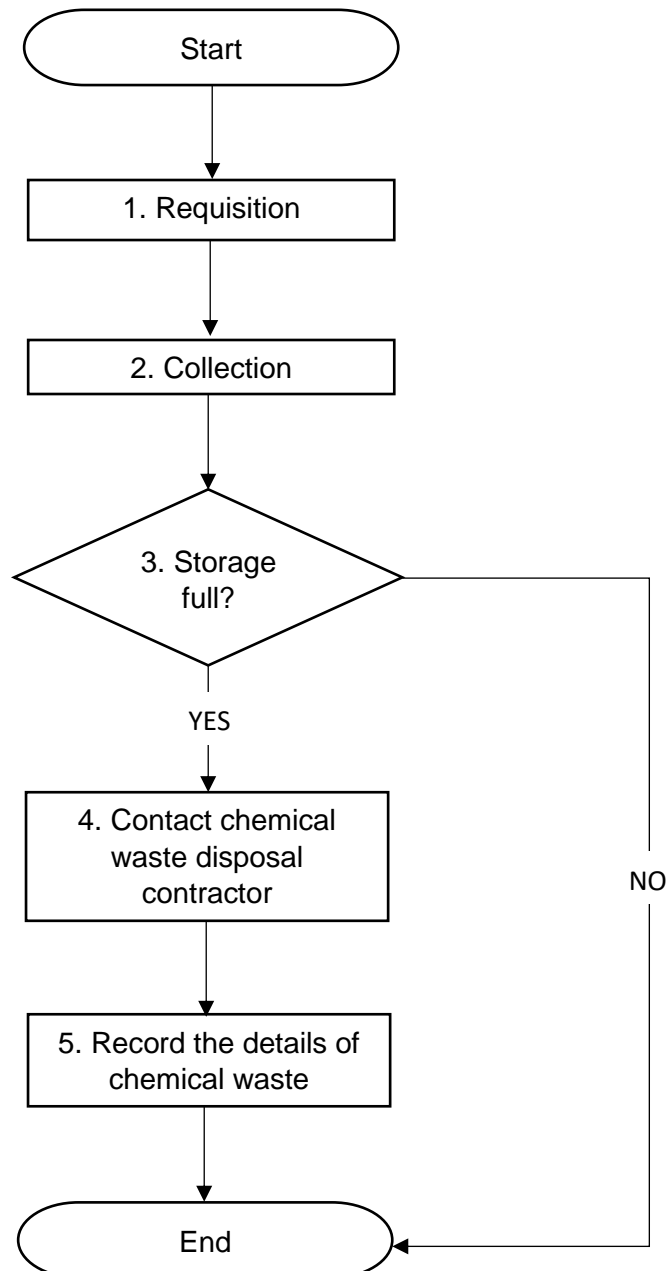 Start
1. Requisition
2. Collection
3. Storage
full?
YES
4. Contact chemical
waste disposal
contractor
NO
5. Record the details of
chemical waste
End